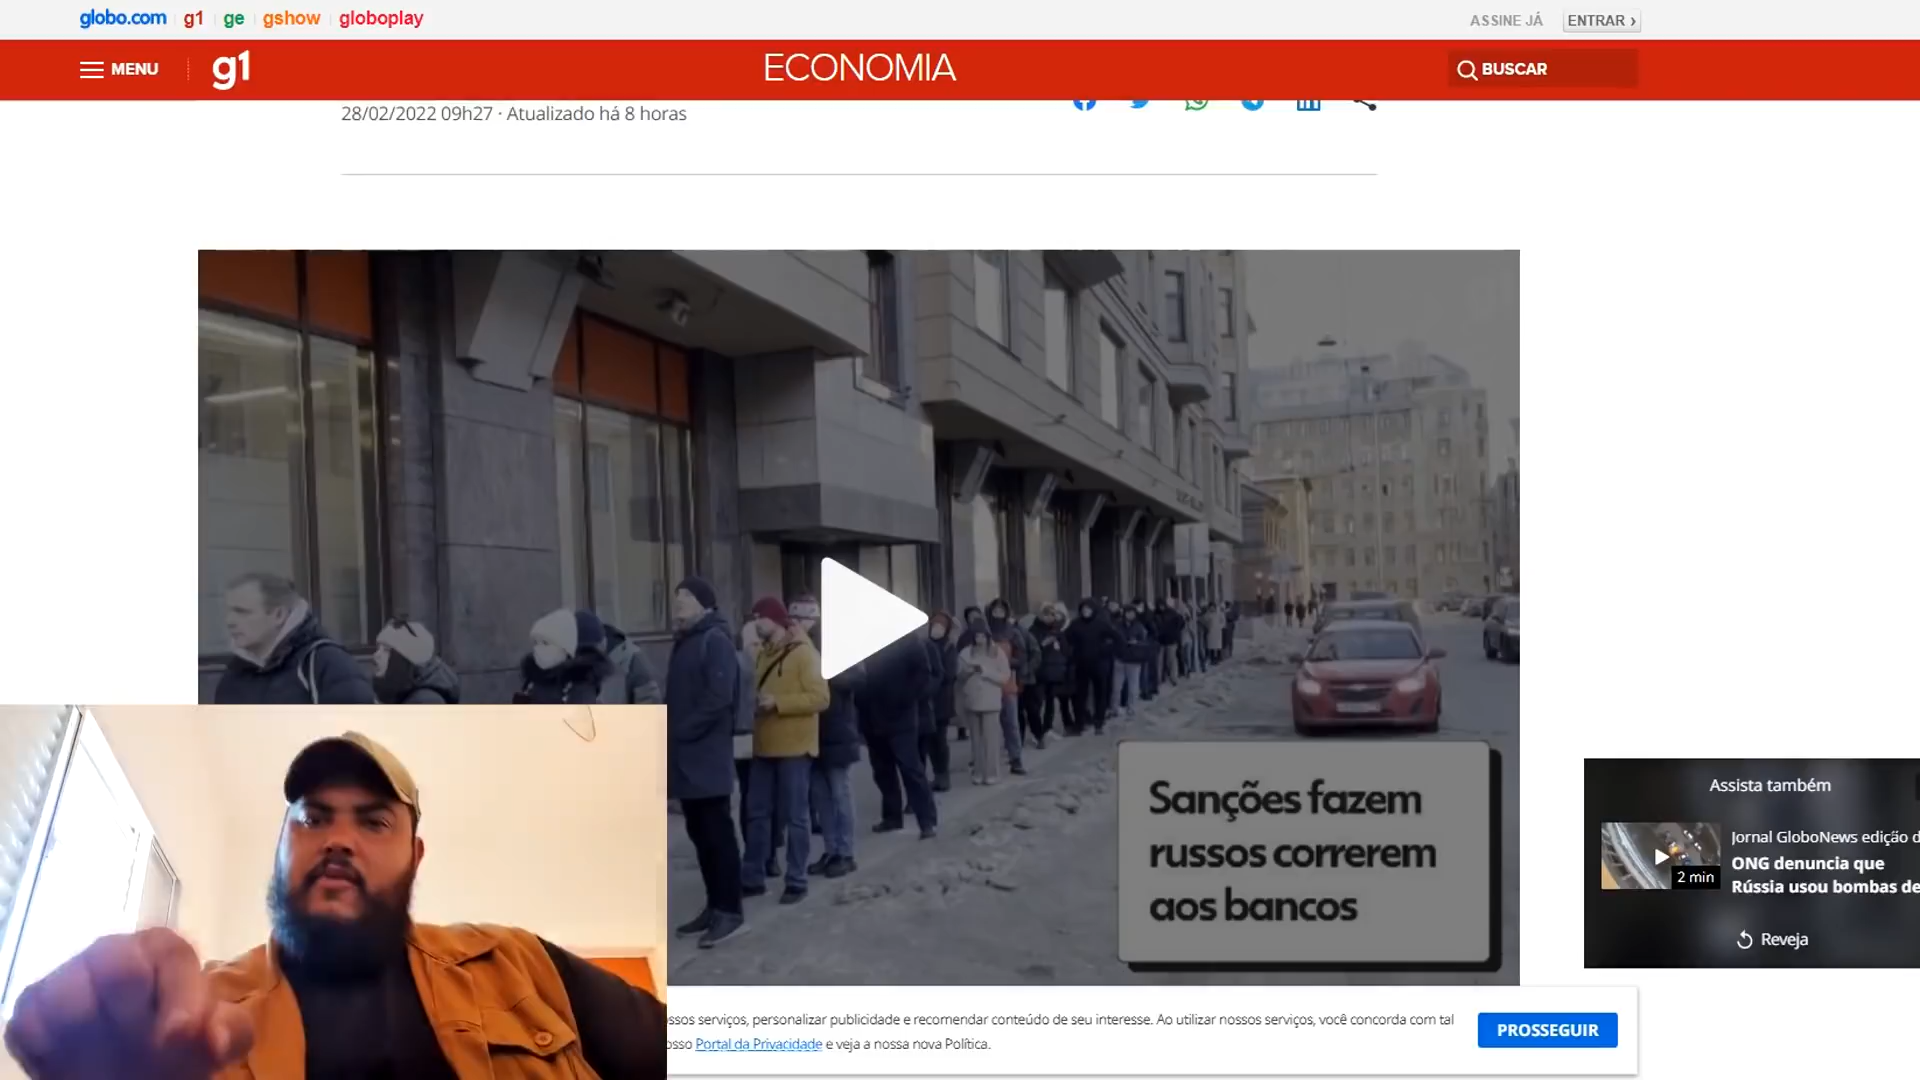 globo.com g1 ge gshow globoplay
ASSINE JÁ ENTRAR ›
MENU g1 ECONOMIA BUSCAR
28/02/2022 09h27 · Atualizado há 8 horas
Sanções fazem
russos correrem
aos bancos
Assista também
Jornal GloboNews edição d
ONG denuncia que
Rússia usou bombas de
2 min
Reveja
ossos serviços, personalizar publicidade e recomendar conteúdo de seu interesse. Ao utilizar nossos serviços, você concorda com tal
osso Portal da Privacidade e veja a nossa nova Política.
PROSSEGUIR